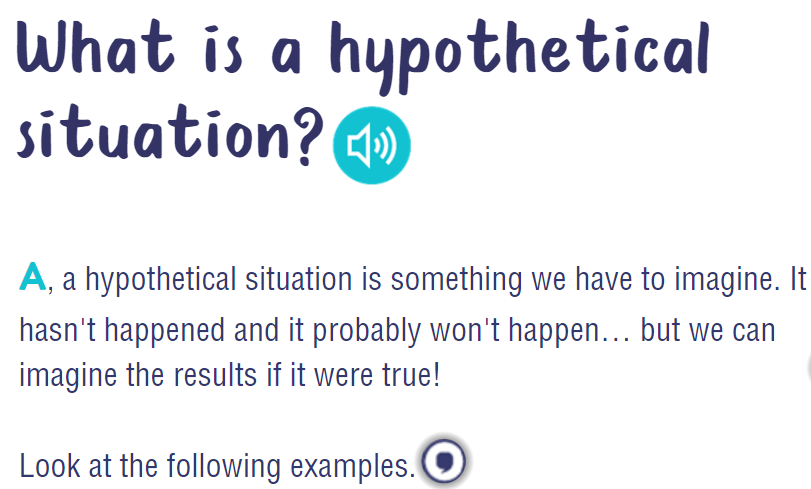 What is a hypothetical
situation?
A, a hypothetical situation is something we have to imagine. It
hasn't happened and it probably won't happen... but we can
imagine the results if it were true!
Look at the following examples.